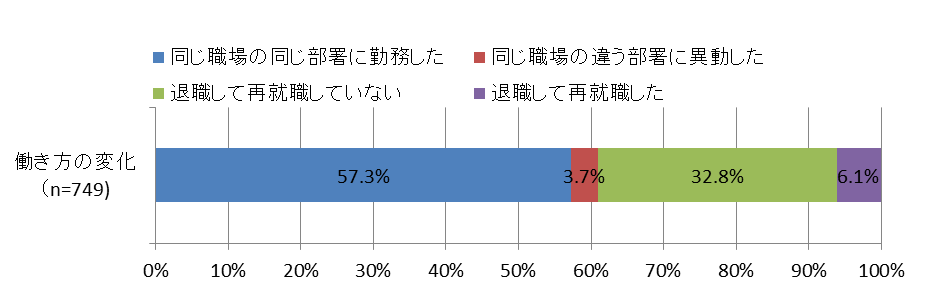 同じ職場の同じ部署に勤務した 同じ職場の違う部署に異動した
退職して再就職していない 退職して再就職した
働き方の変化
（n=749)
57.3% 3.7% 32.8% 6.1%
0% 10% 20% 30% 40% 50% 60% 70% 80% 90% 100%